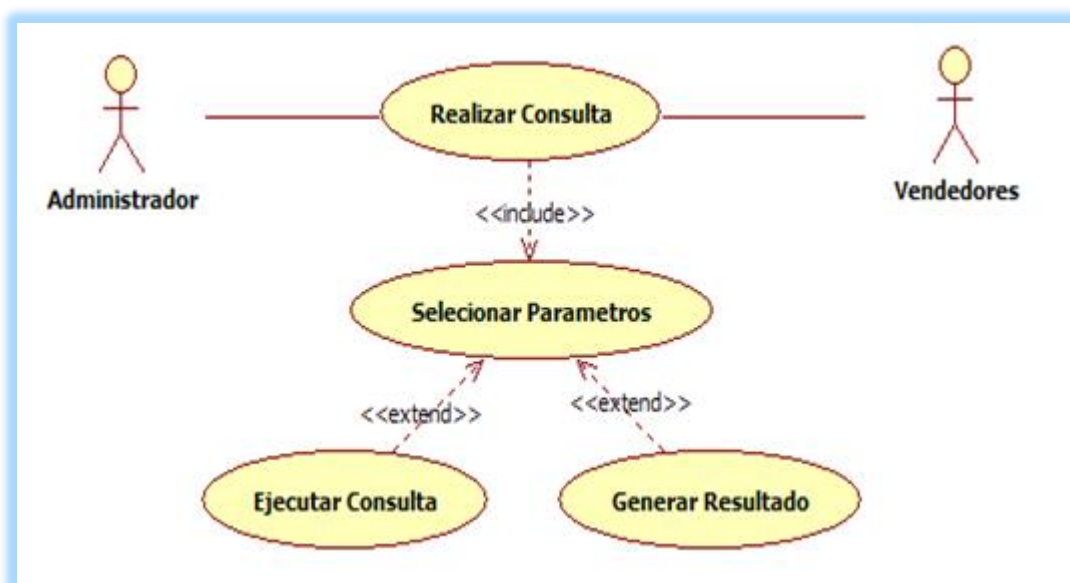 Realizar Consulta
Administrador
Vendedores
<<include>>
Selecionar Parametros
<<extend>>
<<extend>>
Ejecutar Consulta
Generar Resultado